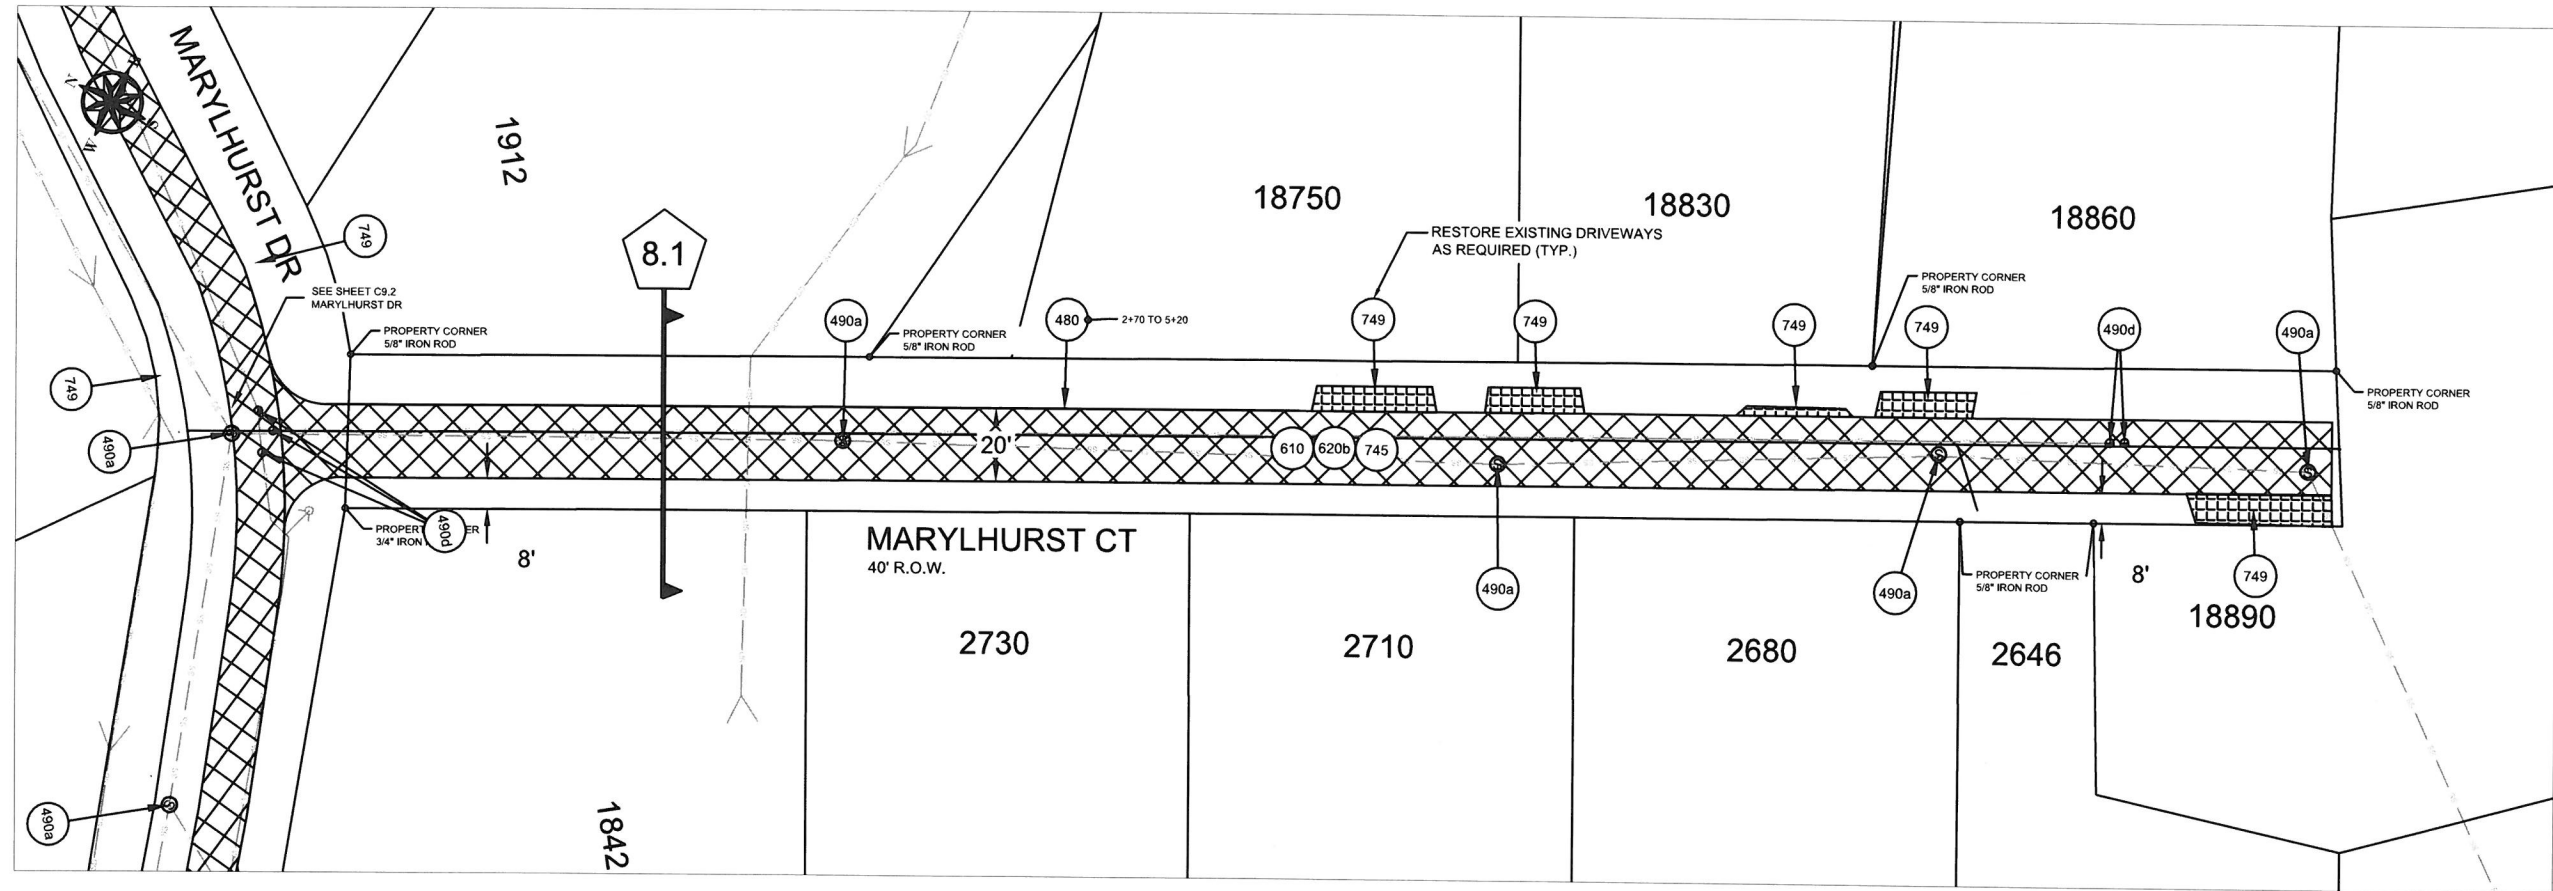 MARYLHURST DR
N
E
S
W
1912
749
SEE SHEET C9.2
MARYLHURST DR
PROPERTY CORNER
5/8" IRON ROD
749
490a
490a
8.1
490a
PROPERTY CORNER
5/8" IRON ROD
480
2+70 TO 5+20
18750
RESTORE EXISTING DRIVEWAYS
AS REQUIRED (TYP.)
749
749
18830
749
749
PROPERTY CORNER
5/8" IRON ROD
18860
490d
490a
PROPERTY CORNER
5/8" IRON ROD
20'
610
620b
745
490d
3/4" IRON
8'
MARYLHURST CT
40' R.O.W.
490a
490a
PROPERTY CORNER
5/8" IRON ROD
8'
749
18890
1842
2730
2710
2680
2646